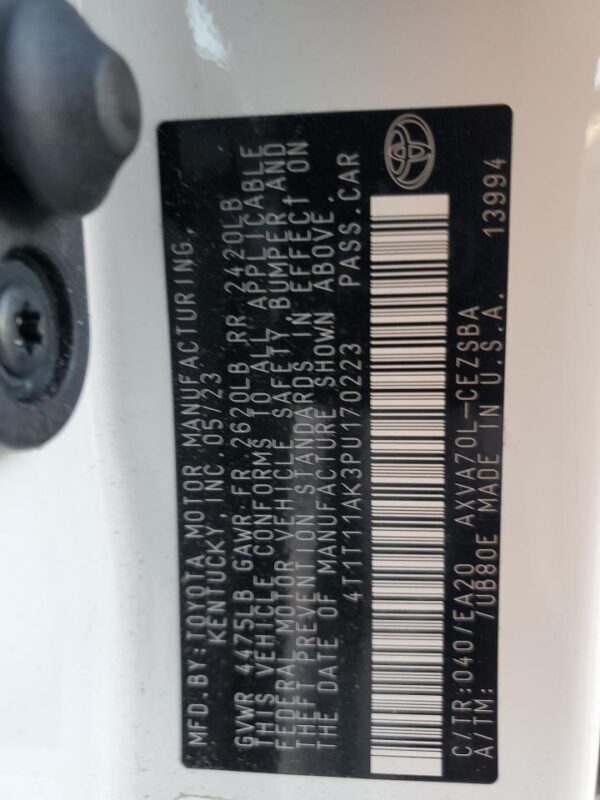 MFD.BY:TOYOTA MOTOR MANUFACTURING,
KENTUCKY, INC.05/23
GVWR 4475LB GAWR FR 2620LB RR 2420LB
THIS VEHICLE CONFORMS TO ALL APPLICABLE
FEDERAL MOTOR VEHICLE SAFETY, BUMPER AND
THEFT PREVENTION STANDARDS IN EFFECT ON
THE DATE OF MANUFACTURE SHOWN ABOVE.
4T1T11AK3PU170223 PASS.CAR
C/TR:040/EA20 AXVA70L-CEZSBA
A/TM: /UB80E MADE IN U.S.A. 13994